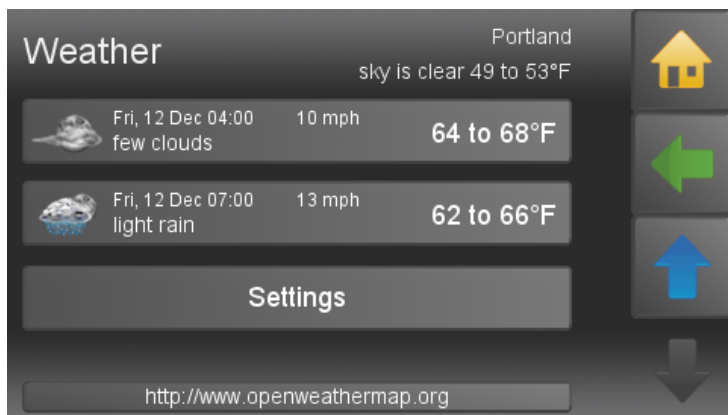 Weather
Portland
sky is clear 49 to 53°F
Fri, 12 Dec 04:00 10 mph
few clouds
64 to 68°F
Fri, 12 Dec 07:00 13 mph
light rain
62 to 66°F
Settings
http://www.openweathermap.org